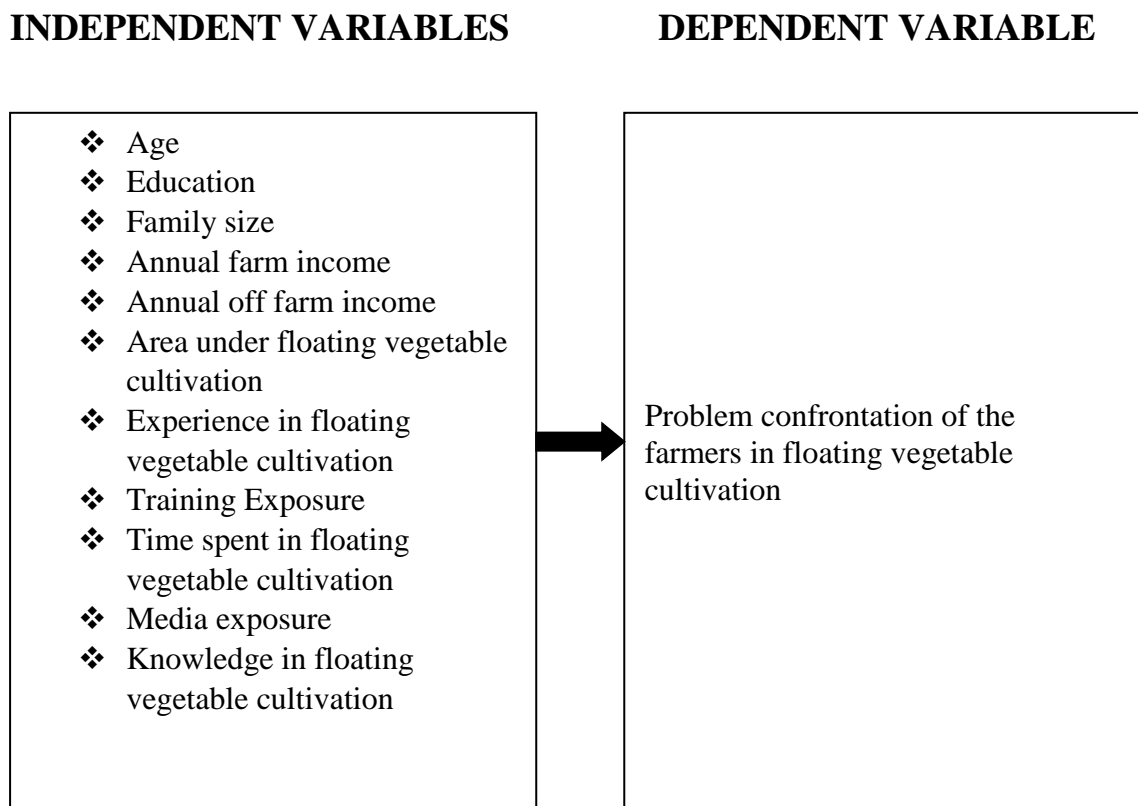 INDEPENDENT VARIABLES
DEPENDENT VARIABLE
❖ Age
❖ Education
❖ Family size
❖ Annual farm income
❖ Annual off farm income
❖ Area under floating vegetable
cultivation
❖ Experience in floating
vegetable cultivation
❖ Training Exposure
❖ Time spent in floating
vegetable cultivation
❖ Media exposure
❖ Knowledge in floating
vegetable cultivation
Problem confrontation of the
farmers in floating vegetable
cultivation